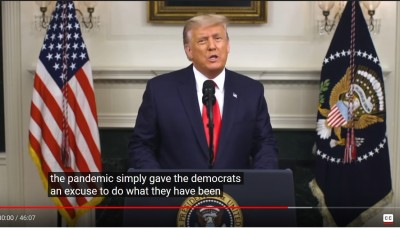 the pandemic simply gave the democrats
an excuse to do what they have been
00:00 / 46:07
CC